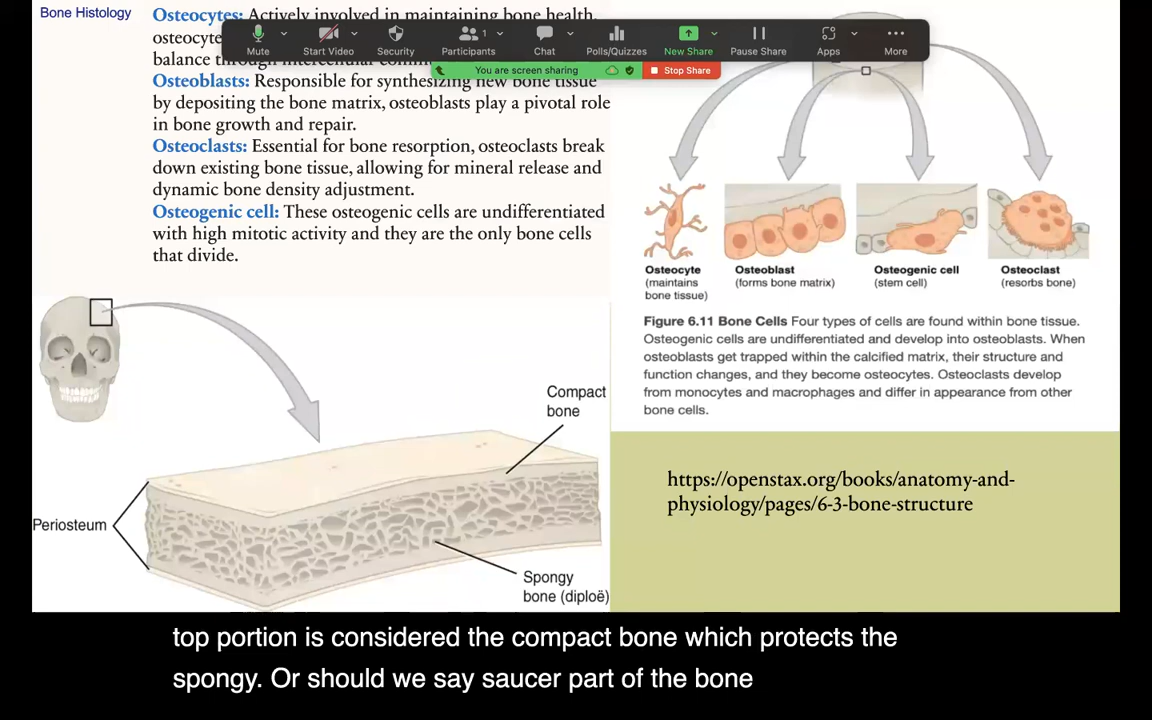 Bone Histology
Osteocytes: Actively involved in maintaining bone health,
osteocyte
balance through
Osteoblasts: Responsible for synthesizing new bone tissue
by depositing the bone matrix, osteoblasts play a pivotal role
in bone growth and repair.
Osteoclasts: Essential for bone resorption, osteoclasts break
down existing bone tissue, allowing for mineral release and
dynamic bone density adjustment.
Osteogenic cell: These osteogenic cells are undifferentiated
with high mitotic activity and they are the only bone cells
that divide.
Mute
Start Video
Security
Participants
1
Chat
Polls/Quizzes
New Share
Pause Share
Apps
More
You are screen sharing
Stop Share
Osteocyte
(maintains
bone tissue)
Osteoblast
(forms bone matrix)
Osteogenic cell
(stem cell)
Osteoclast
(resorbs bone)
Figure 6.11 Bone Cells Four types of cells are found within bone tissue.
Osteogenic cells are undifferentiated and develop into osteoblasts. When
osteoblasts get trapped within the calcified matrix, their structure and
function changes, and they become osteocytes. Osteoclasts develop
from monocytes and macrophages and differ in appearance from other
bone cells.
Compact
bone
Periosteum
Spongy
bone (diploë)
https://openstax.org/books/anatomy-and-
physiology/pages/6-3-bone-structure
top portion is considered the compact bone which protects the
spongy. Or should we say saucer part of the bone